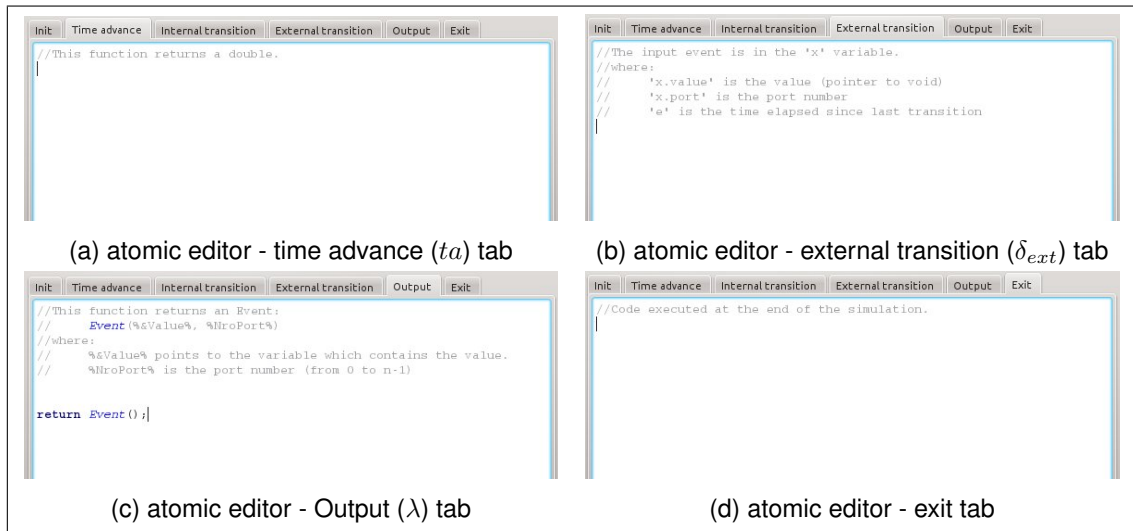 Init Time advance Internal transition External transition Output Exit
//This function returns a double.
(a) atomic editor - time advance (ta) tab
Init Time advance Internal transition External transition Output Exit
//The input event is in the 'x' variable.
//where:
//     'x.value' is the value (pointer to void)
//     'x.port' is the port number
//     'e' is the time elapsed since last transition
(b) atomic editor - external transition (δext) tab
Init Time advance Internal transition External transition Output Exit
//This function returns an Event:
//     Event(%&Value%, %NroPort%)
//where:
//     %&Value% points to the variable which contains the value.
//     %NroPort% is the port number (from 0 to n-1)
return Event();
(c) atomic editor - Output (λ) tab
Init Time advance Internal transition External transition Output Exit
//Code executed at the end of the simulation.
(d) atomic editor - exit tab